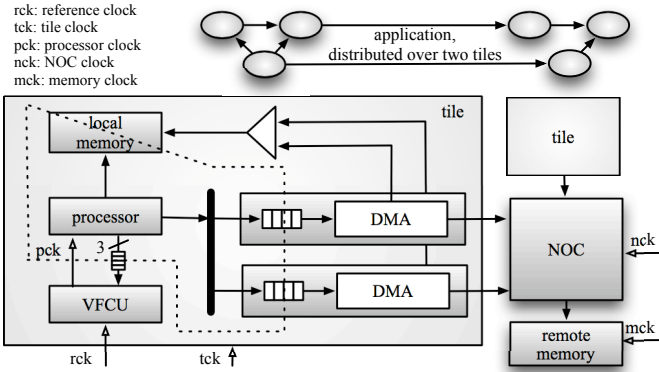 rck: reference clock
tck: tile clock
pck: processor clock
nck: NOC clock
mck: memory clock
application,
distributed over two tiles
tile
local
memory
tile
processor
DMA
NOC
nck
pck
3
VFCU
DMA
remote
memory
mck
rck
tck